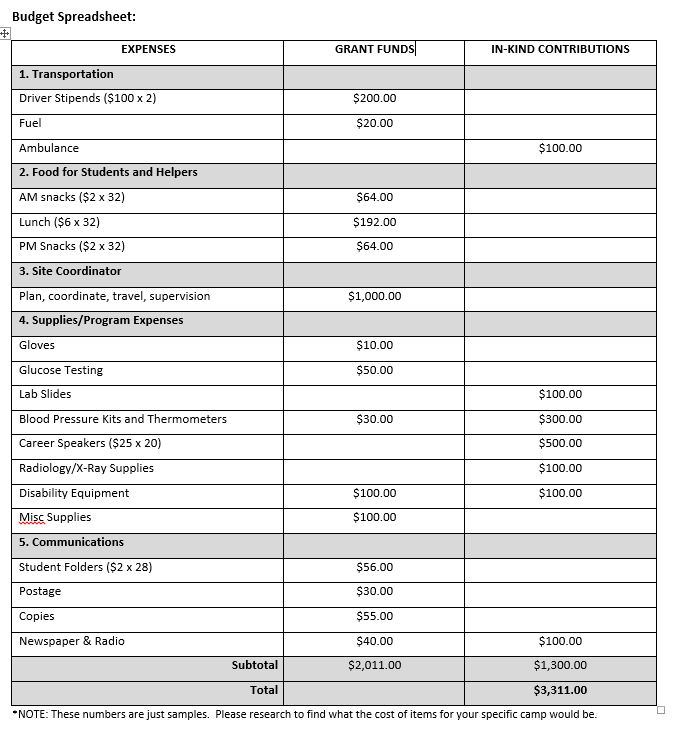 Budget Spreadsheet:
EXPENSES GRANT FUNDS IN-KIND CONTRIBUTIONS
1. Transportation
Driver Stipends ($100 x 2) $200.00
Fuel $20.00
Ambulance $100.00
2. Food for Students and Helpers
AM snacks ($2 x 32) $64.00
Lunch ($6 x 32) $192.00
PM Snacks ($2 x 32) $64.00
3. Site Coordinator
Plan, coordinate, travel, supervision $1,000.00
4. Supplies/Program Expenses
Gloves $10.00
Glucose Testing $50.00
Lab Slides $100.00
Blood Pressure Kits and Thermometers $30.00 $300.00
Career Speakers ($25 x 20) $500.00
Radiology/X-Ray Supplies $100.00
Disability Equipment $100.00 $100.00
Misc Supplies $100.00
5. Communications
Student Folders ($2 x 28) $56.00
Postage $30.00
Copies $55.00
Newspaper & Radio $40.00 $100.00
Subtotal $2,011.00 $1,300.00
Total $3,311.00
*NOTE: These numbers are just samples. Please research to find what the cost of items for your specific camp would be.